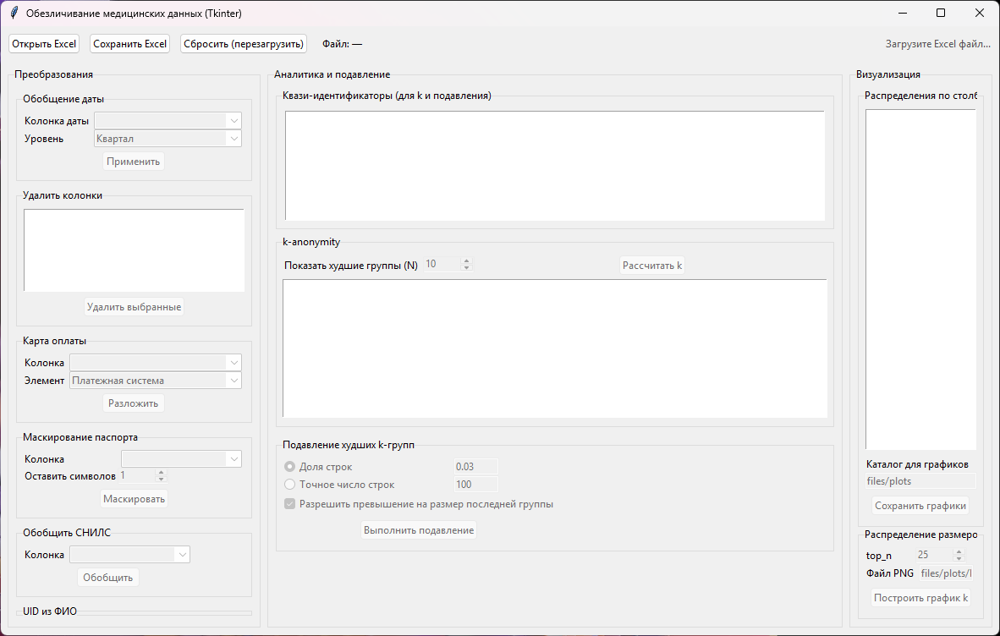 Обезличивание медицинских данных (Tkinter)
Открыть Excel Сохранить Excel Сбросить (перезагрузить) Файл: — Загрузите Excel файл...
Преобразования
Обобщение даты
Колонка даты
Уровень Квартал
Применить
Удалить колонки
Удалить выбранные
Карта оплаты
Колонка
Элемент Платежная система
Разложить
Маскирование паспорта
Колонка
Оставить символов 1
Маскировать
Обобщить СНИЛС
Колонка
Обобщить
UID из ФИО
Аналитика и подавление
Квази-идентификаторы (для k и подавления)
k-anonymity
Показать худшие группы (N) 10 Рассчитать k
Подавление худших k-групп
Доля строк 0.03
Точное число строк 100
Разрешить превышение на размер последней группы
Выполнить подавление
Визуализация
Распределения по столб
Каталог для графиков
files/plots
Сохранить графики
Распределение размеро
top_n 25
Файл PNG files/plots/l
Построить график k